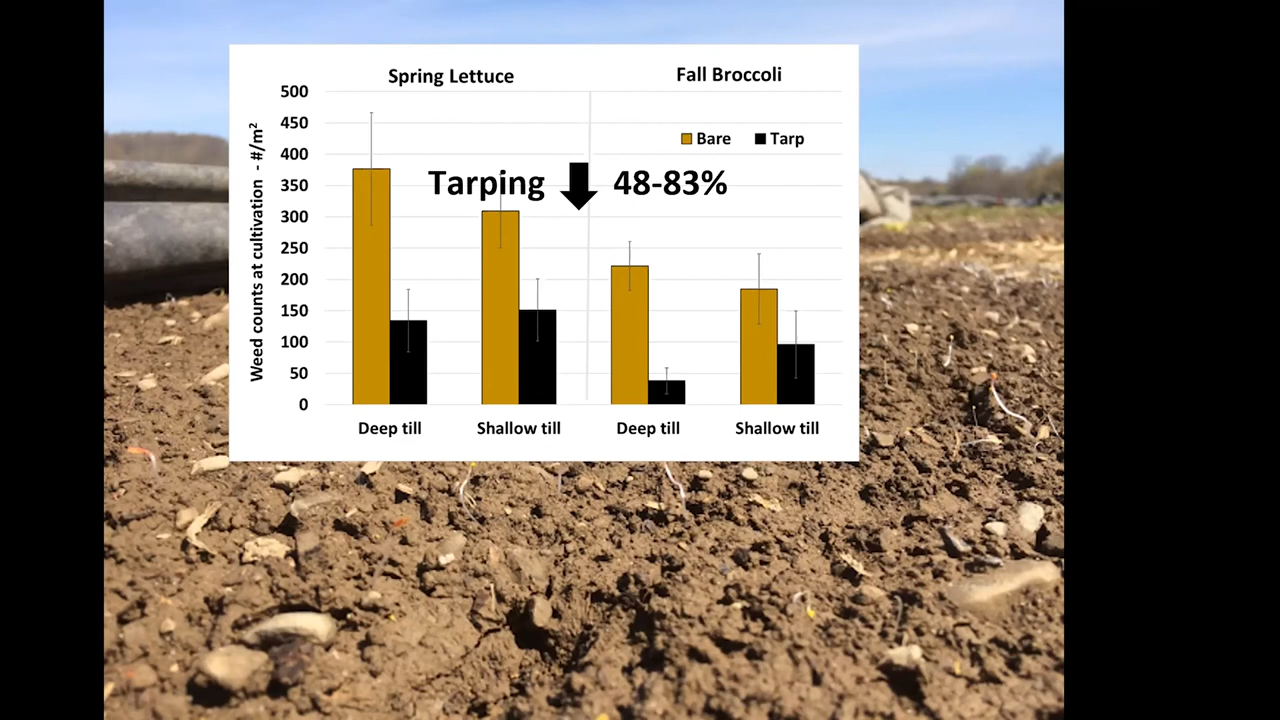 Spring Lettuce
Fall Broccoli
Weed counts at cultivation - #/m²
500
450
400
350
300
250
200
150
100
50
0
Bare
Tarp
Tarping 48-83%
Deep till
Shallow till
Deep till
Shallow till